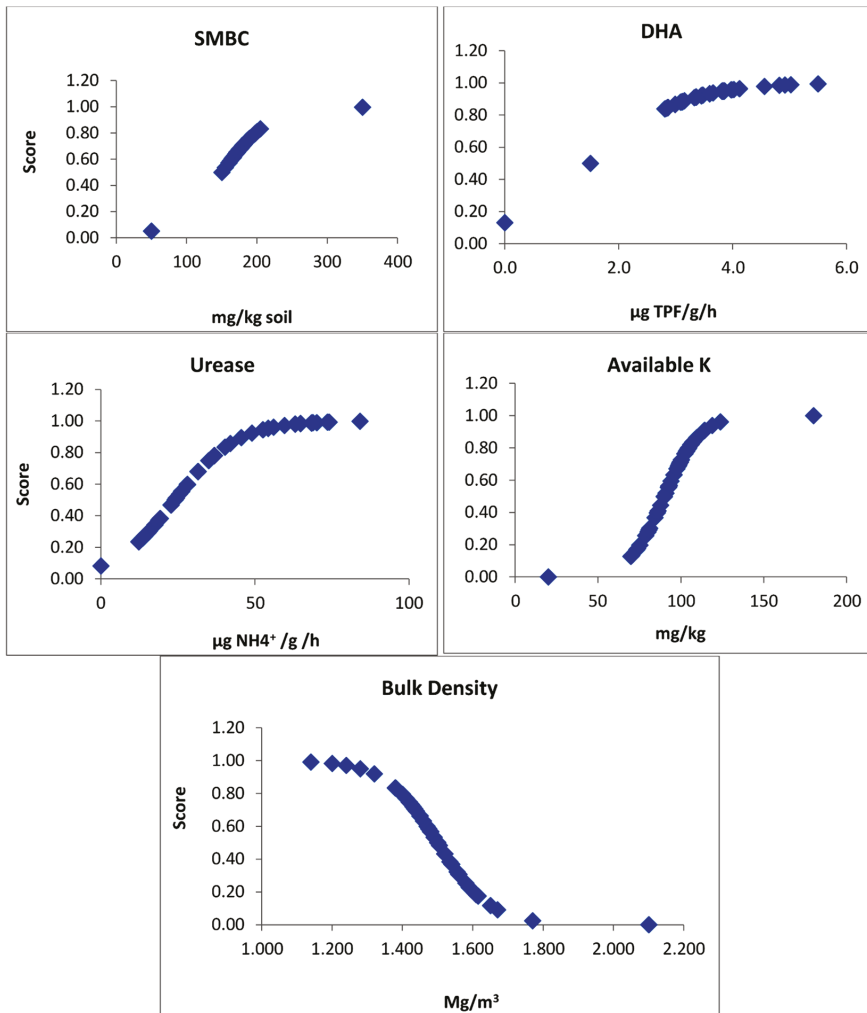 SMBC
1.20
1.00
0.80
0.60
0.40
0.20
0.00
Score
0 100 200 300 400
mg/kg soil
DHA
1.20
1.00
0.80
0.60
0.40
0.20
0.00
0.0 2.0 4.0 6.0
µg TPF/g/h
Urease
1.20
1.00
0.80
0.60
0.40
0.20
0.00
Score
0 50 100
µg NH4⁺ /g /h
Available K
1.20
1.00
0.80
0.60
0.40
0.20
0.00
0 50 100 150 200
mg/kg
Bulk Density
1.20
1.00
0.80
0.60
0.40
0.20
0.00
Score
1.000 1.200 1.400 1.600 1.800 2.000 2.200
Mg/m³